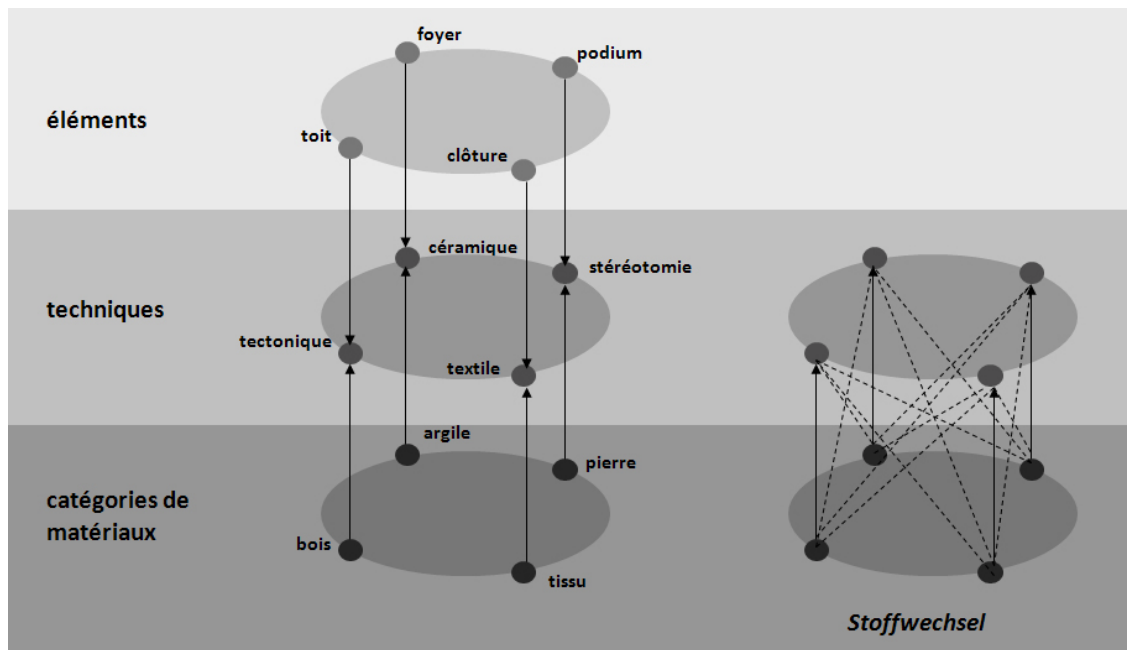 foyer
podium
éléments
toit
clôture
céramique
stéréotomie
techniques
tectonique
textile
argile
pierre
catégories de
matériaux
bois
tissu
Stoffwechsel